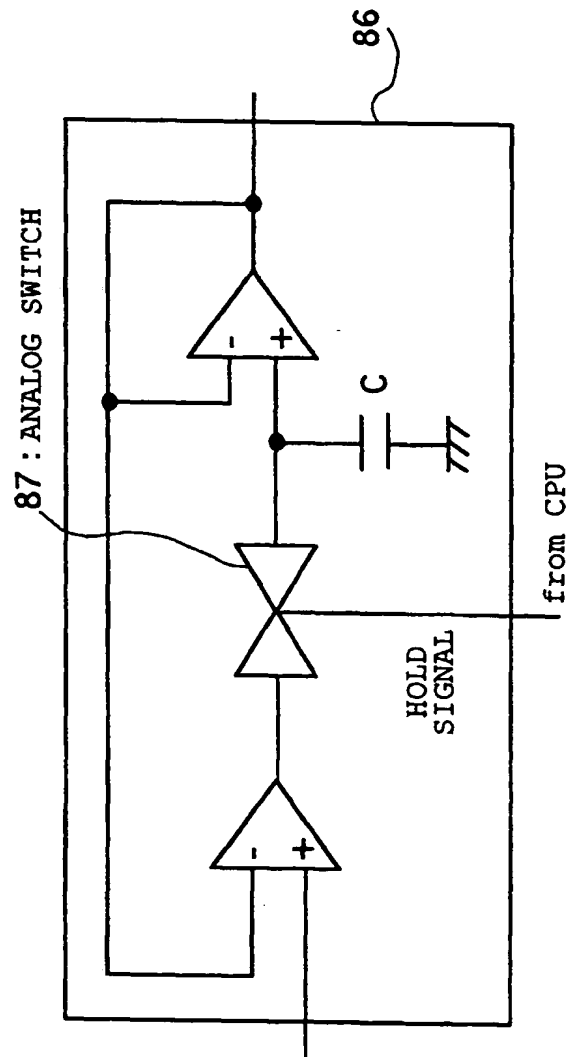 87: ANALOG SWITCH
86
-
+
-
+
C
HOLD
SIGNAL
from CPU